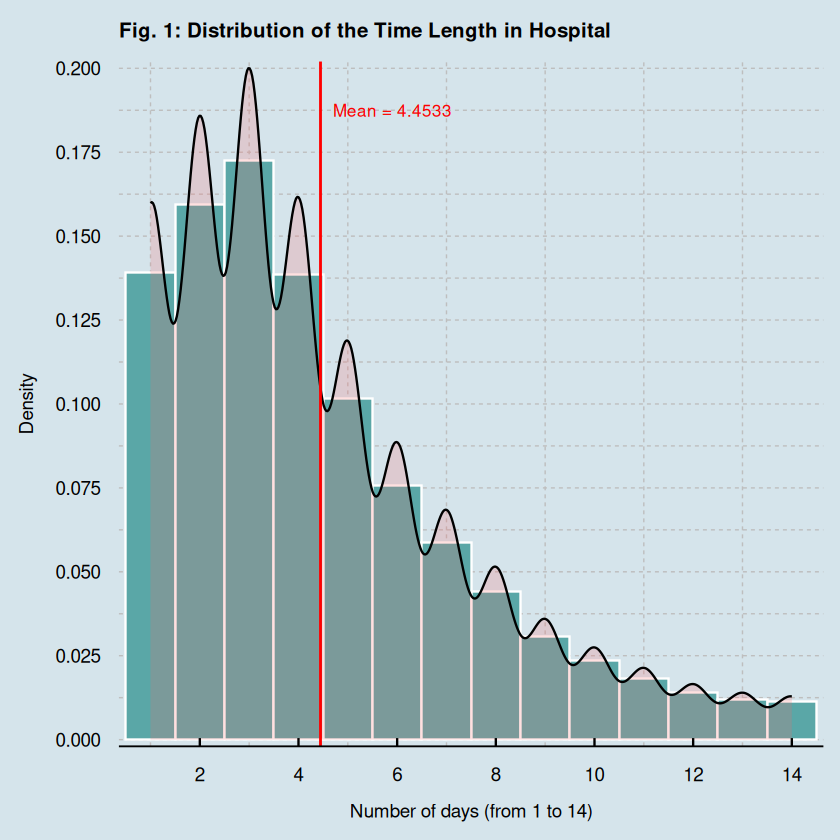 Fig. 1: Distribution of the Time Length in Hospital
0.200
Mean = 4.4533
0.175
0.150
0.125
0.100
Density
0.075
0.050
0.025
0.000
2 4 6 8 10 12 14
Number of days (from 1 to 14)